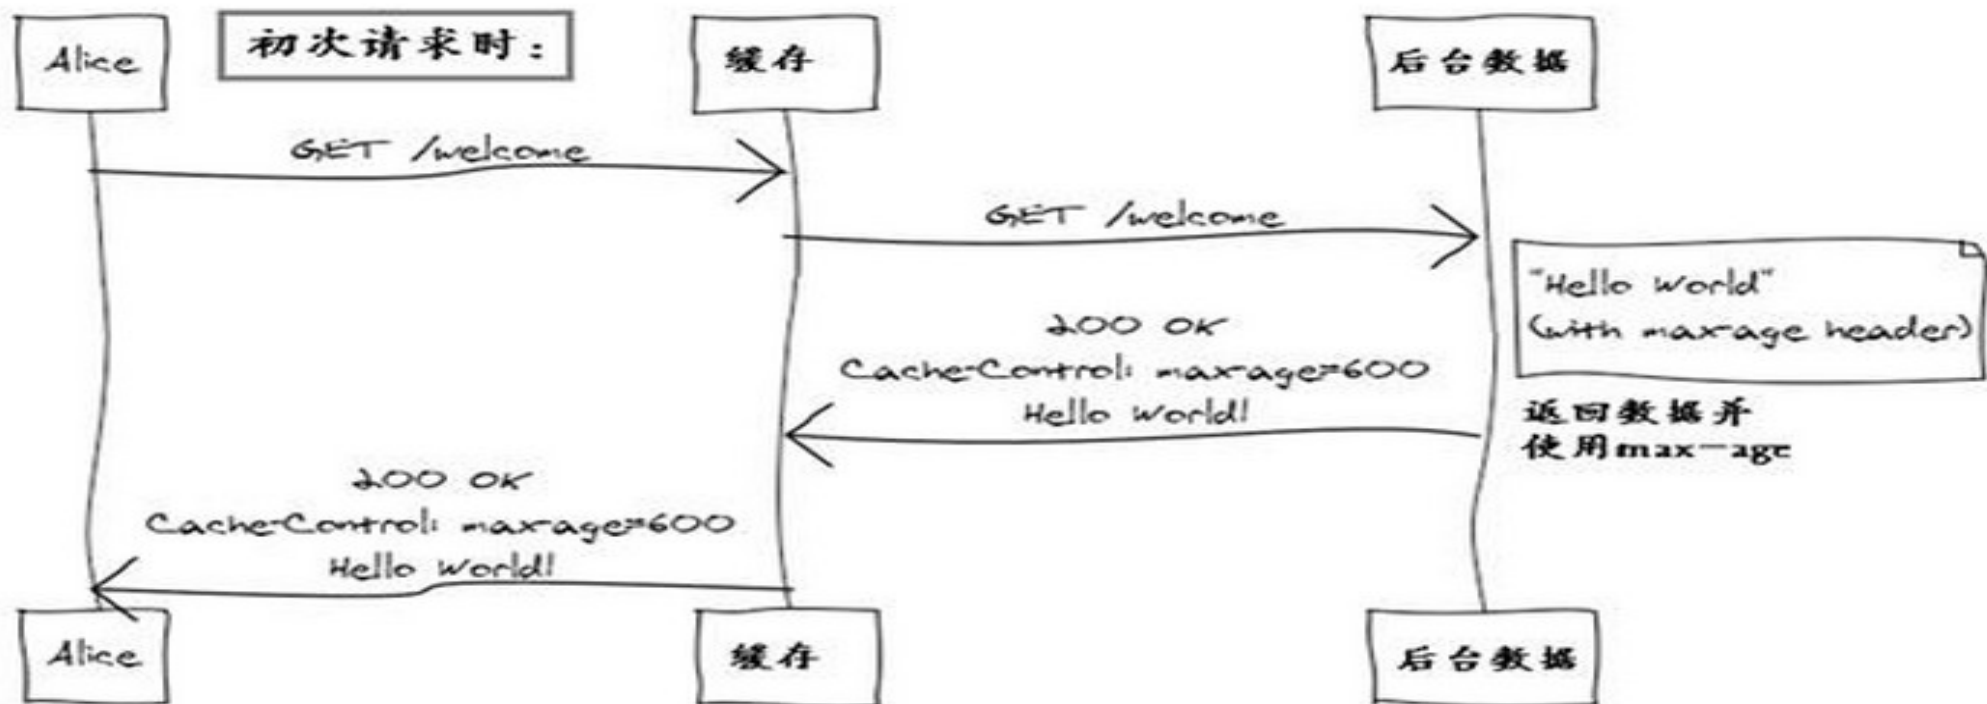 Alice
初次请求时：
缓存
后台数据
GET /welcome
GET /welcome
"Hello World"
(with max-age header)
200 OK
Cache-Control: max-age=600
Hello World!
返回数据并
使用max-age
200 OK
Cache-Control: max-age=600
Hello World!
Alice
缓存
后台数据